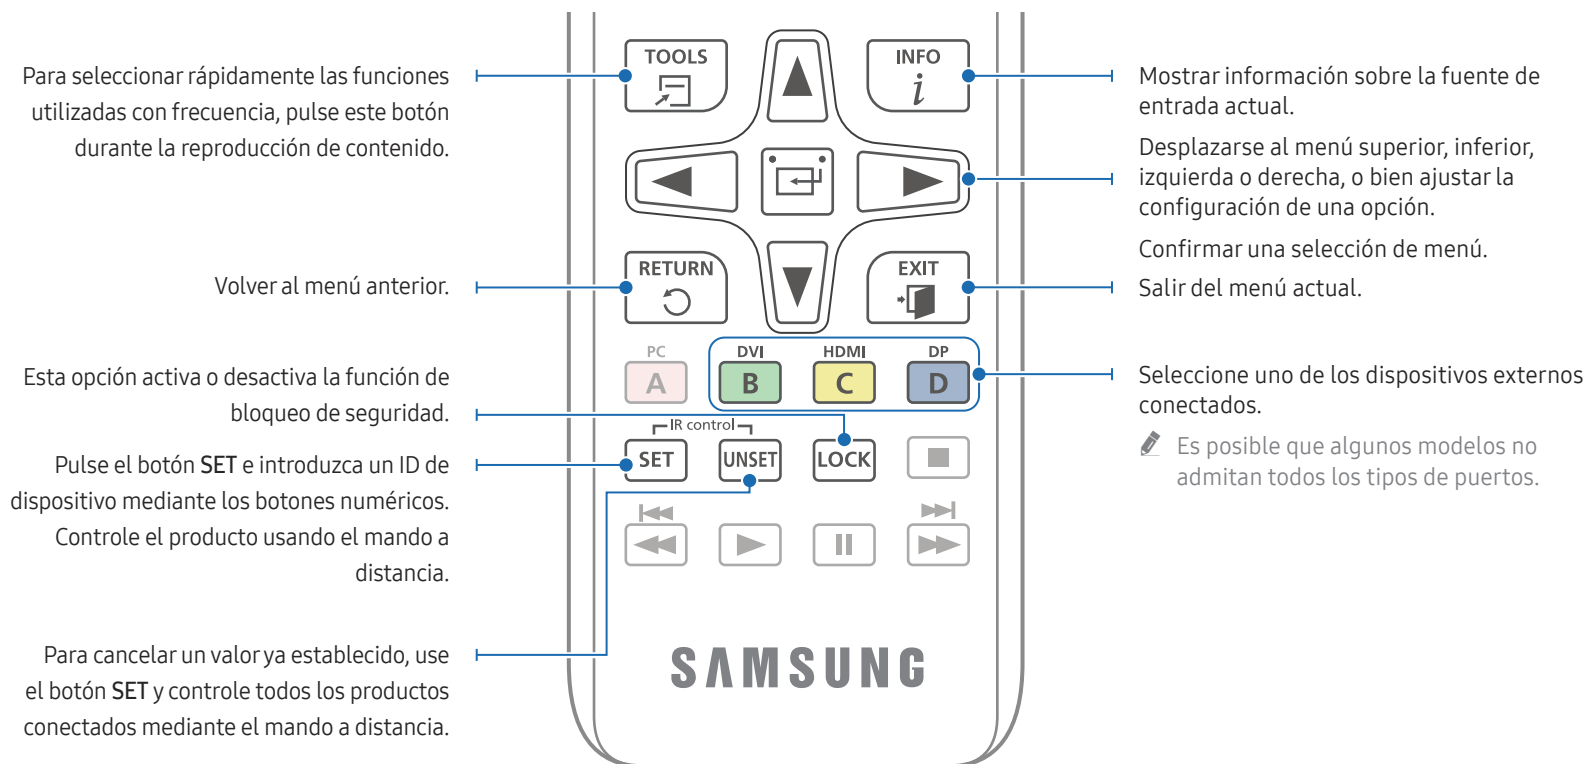 Para seleccionar rápidamente las funciones
utilizadas con frecuencia, pulse este botón
durante la reproducción de contenido.
Volver al menú anterior.
Esta opción activa o desactiva la función de
bloqueo de seguridad.
Pulse el botón SET e introduzca un ID de
dispositivo mediante los botones numéricos.
Controle el producto usando el mando a
distancia.
Para cancelar un valor ya establecido, use
el botón SET y controle todos los productos
conectados mediante el mando a distancia.
TOOLS
INFO
i
RETURN
EXIT
PC DVI HDMI DP
A B C D
IR control
SET UNSET LOCK
SAMSUNG
Mostrar información sobre la fuente de
entrada actual.
Desplazarse al menú superior, inferior,
izquierda o derecha, o bien ajustar la
configuración de una opción.
Confirmar una selección de menú.
Salir del menú actual.
Seleccione uno de los dispositivos externos
conectados.
Es posible que algunos modelos no
admitan todos los tipos de puertos.